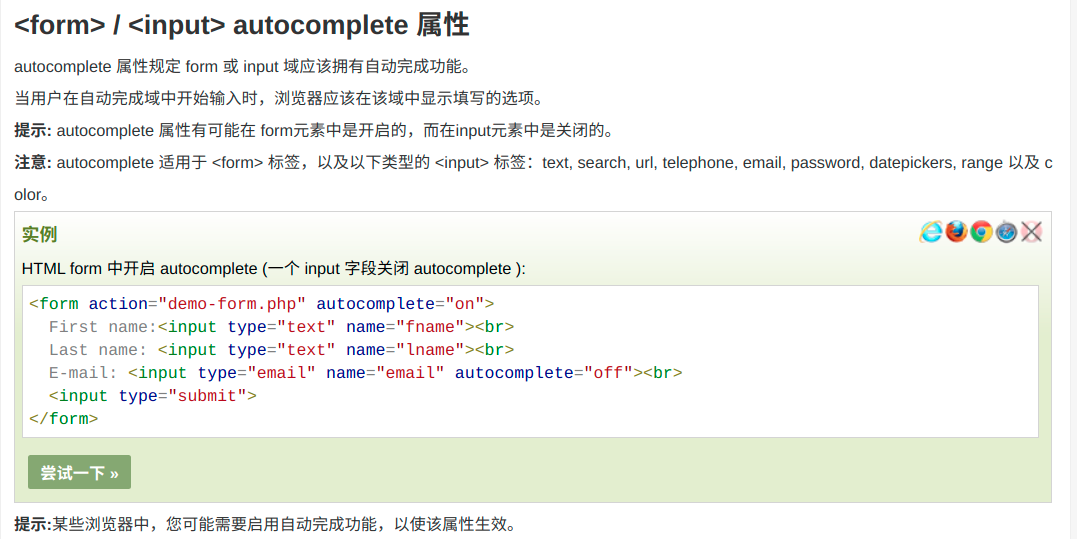 <form> / <input> autocomplete 属性
autocomplete 属性规定 form 或 input 域应该拥有自动完成功能。
当用户在自动完成域中开始输入时，浏览器应该在该域中显示填写的选项。
提示: autocomplete 属性有可能在 form元素中是开启的，而在input元素中是关闭的。
注意: autocomplete 适用于 <form> 标签，以及以下类型的 <input> 标签：text, search, url, telephone, email, password, datepickers, range 以及 c
olor。
实例
HTML form 中开启 autocomplete (一个 input 字段关闭 autocomplete ):
<form action="demo-form.php" autocomplete="on">
  First name:<input type="text" name="fname"><br>
  Last name: <input type="text" name="lname"><br>
  E-mail: <input type="email" name="email" autocomplete="off"><br>
  <input type="submit">
</form>
尝试一下 »
提示:某些浏览器中，您可能需要启用自动完成功能，以使该属性生效。